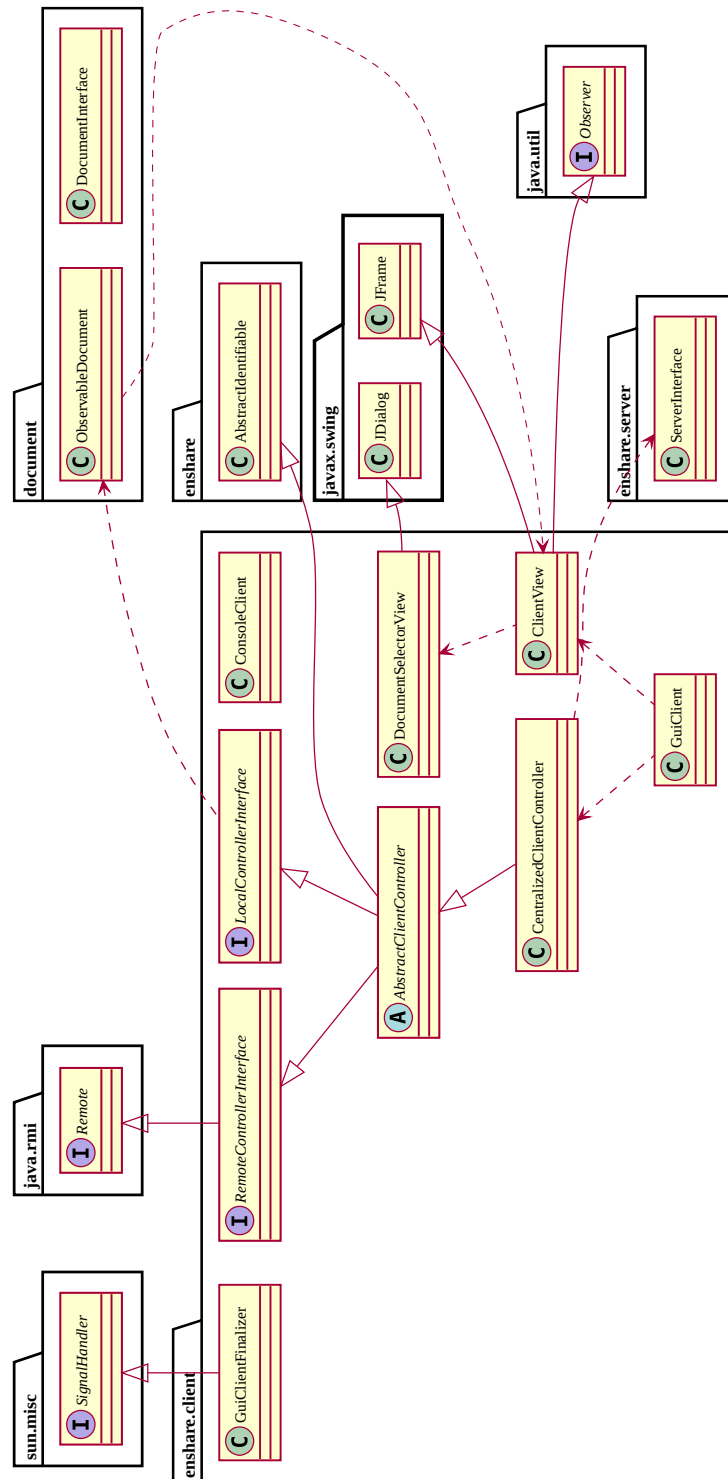 sun.misc
I SignalHandler
java.rmi
I Remote
document
C ObservableDocument
C DocumentInterface
enshare.client
C GuiClientFinalizer
I RemoteControllerInterface
I LocalControllerInterface
C ConsoleClient
enshare
C AbstractIdentifiable
javax.swing
C JDialog
C JFrame
A AbstractClientController
C DocumentSelectorView
C CentralizedClientController
C ClientView
java.util
I Observer
enshare.server
C ServerInterface
C GuiClient